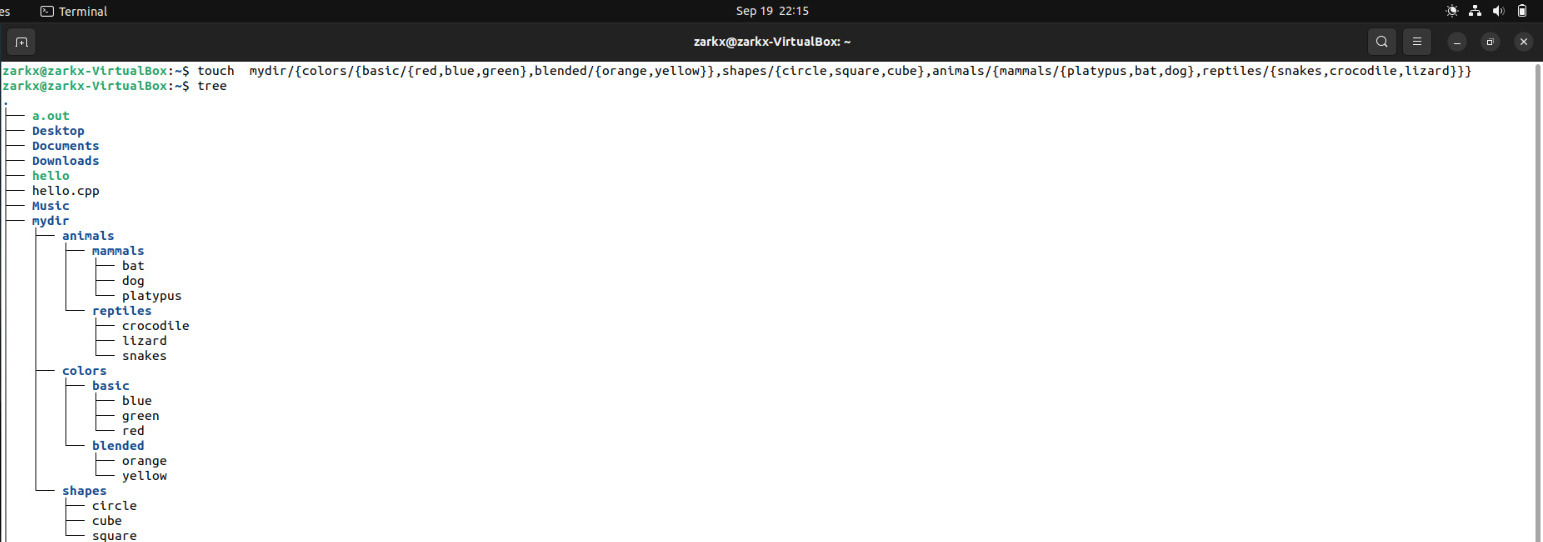 es Terminal Sep 19 22:15
zarkx@zarkx-VirtualBox: ~
zarkx@zarkx-VirtualBox:~$ touch  mydir/{colors/{basic/{red,blue,green},blended/{orange,yellow}},shapes/{circle,square,cube},animals/{mammals/{platypus,bat,dog},reptiles/{snakes,crocodile,lizard}}}
zarkx@zarkx-VirtualBox:~$ tree
.
├── a.out
├── Desktop
├── Documents
├── Downloads
├── hello
├── hello.cpp
├── Music
├── mydir
│   ├── animals
│   │   ├── mammals
│   │   │   ├── bat
│   │   │   ├── dog
│   │   │   └── platypus
│   │   └── reptiles
│   │       ├── crocodile
│   │       ├── lizard
│   │       └── snakes
│   ├── colors
│   │   ├── basic
│   │   │   ├── blue
│   │   │   ├── green
│   │   │   └── red
│   │   └── blended
│   │       ├── orange
│   │       └── yellow
│   └── shapes
│       ├── circle
│       ├── cube
│       └── square